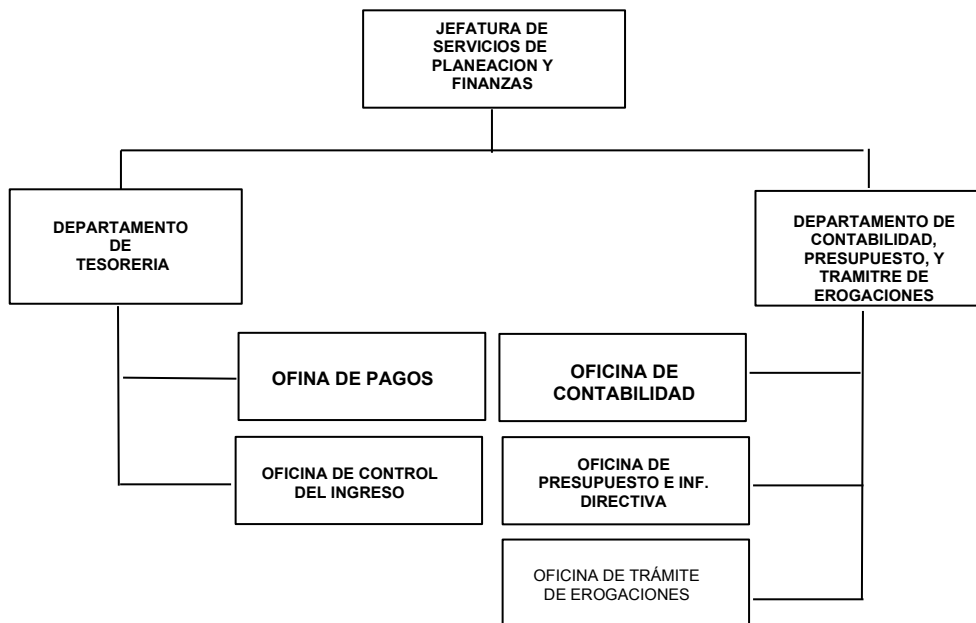 JEFATURA DE
SERVICIOS DE
PLANEACION Y
FINANZAS
DEPARTAMENTO
DE
TESORERIA
DEPARTAMENTO DE
CONTABILIDAD,
PRESUPUESTO, Y
TRAMITRE DE
EROGACIONES
OFINA DE PAGOS
OFICINA DE
CONTABILIDAD
OFICINA DE CONTROL
DEL INGRESO
OFICINA DE
PRESUPUESTO E INF.
DIRECTIVA
OFICINA DE TRÁMITE
DE EROGACIONES